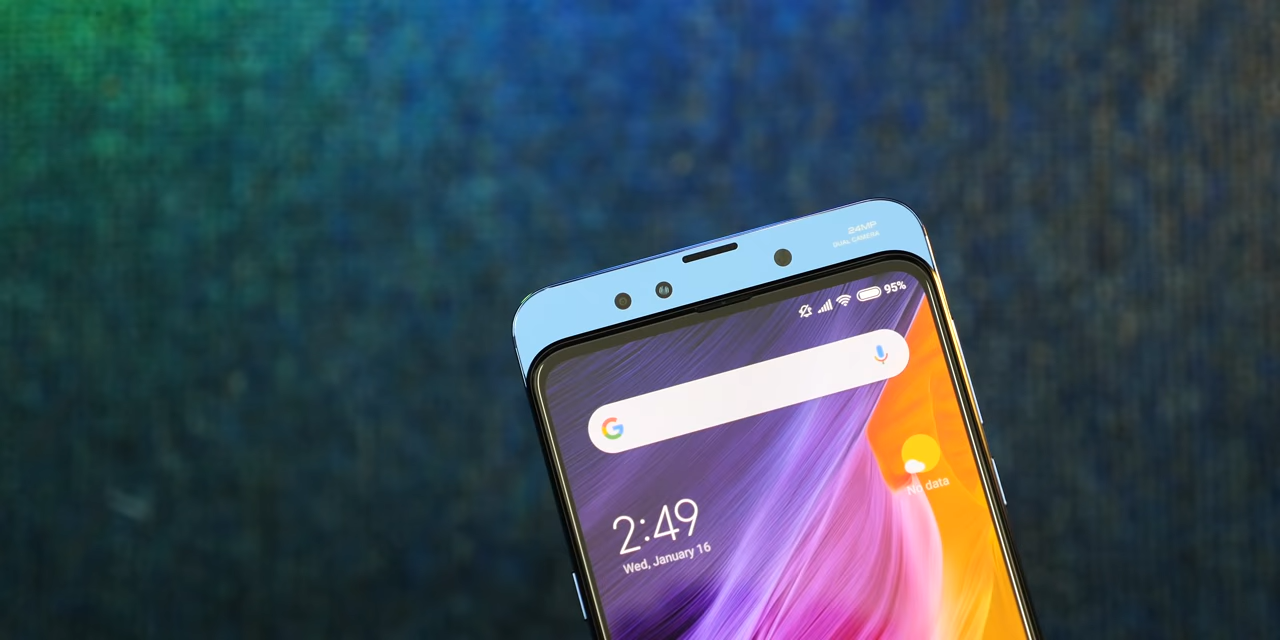 24MP
DUAL CAMERA
95%
G
No data
2:49
Wed, January 16